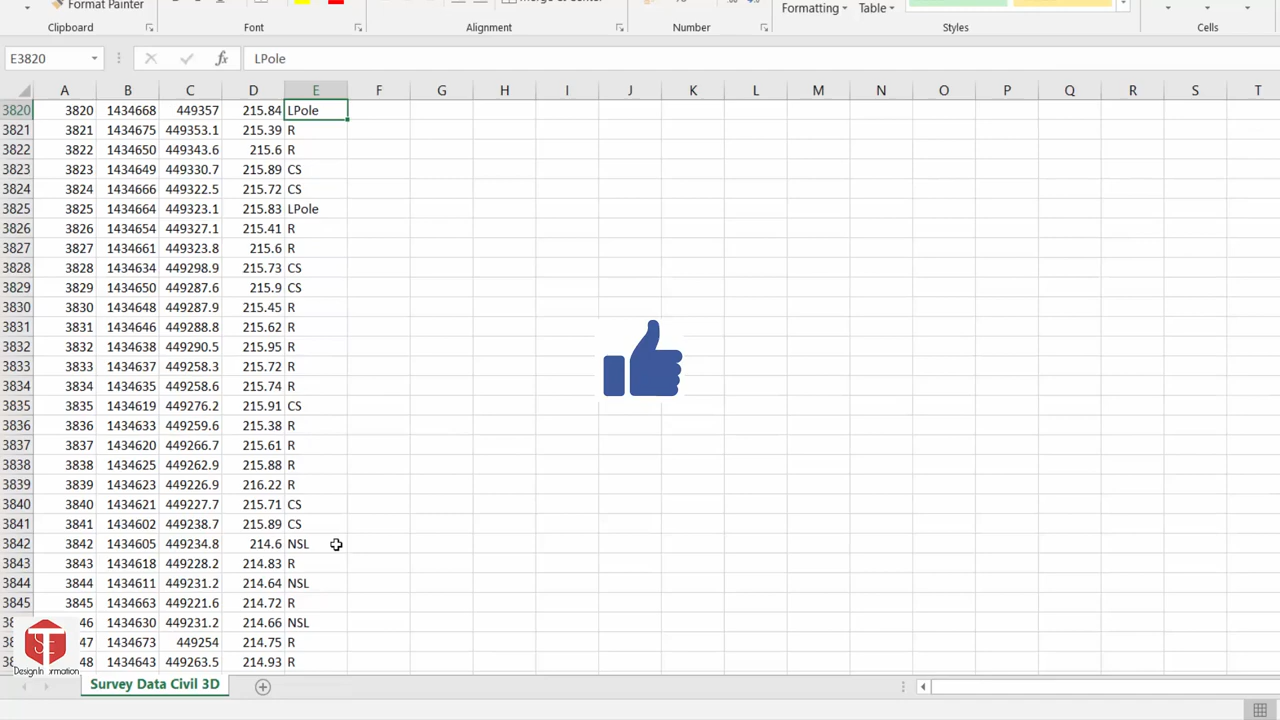 Format Painter
Merge & Center
Formatting Table
Clipboard Font Alignment Number Styles Cells
E3820 fx LPole
A B C D E F G H I J K L M N O P Q R S T
3820 3820 1434668 449357 215.84 LPole
3821 3821 1434675 449353.1 215.39 R
3822 3822 1434650 449343.6 215.6 R
3823 3823 1434649 449330.7 215.89 CS
3824 3824 1434666 449322.5 215.72 CS
3825 3825 1434664 449323.1 215.83 LPole
3826 3826 1434654 449327.1 215.41 R
3827 3827 1434661 449323.8 215.6 R
3828 3828 1434634 449298.9 215.73 CS
3829 3829 1434650 449287.6 215.9 CS
3830 3830 1434648 449287.9 215.45 R
3831 3831 1434646 449288.8 215.62 R
3832 3832 1434638 449290.5 215.95 R
3833 3833 1434637 449258.3 215.72 R
3834 3834 1434635 449258.6 215.74 R
3835 3835 1434619 449276.2 215.91 CS
3836 3836 1434633 449259.6 215.38 R
3837 3837 1434620 449266.7 215.61 R
3838 3838 1434625 449262.9 215.88 R
3839 3839 1434623 449226.9 216.22 R
3840 3840 1434621 449227.7 215.71 CS
3841 3841 1434602 449238.7 215.89 CS
3842 3842 1434605 449234.8 214.6 NSL
3843 3843 1434618 449228.2 214.83 R
3844 3844 1434611 449231.2 214.64 NSL
3845 3845 1434663 449221.6 214.72 R
46 1434630 449231.2 214.66 NSL
47 1434673 449254 214.75 R
48 1434643 449263.5 214.93 R
Design Information
Survey Data Civil 3D